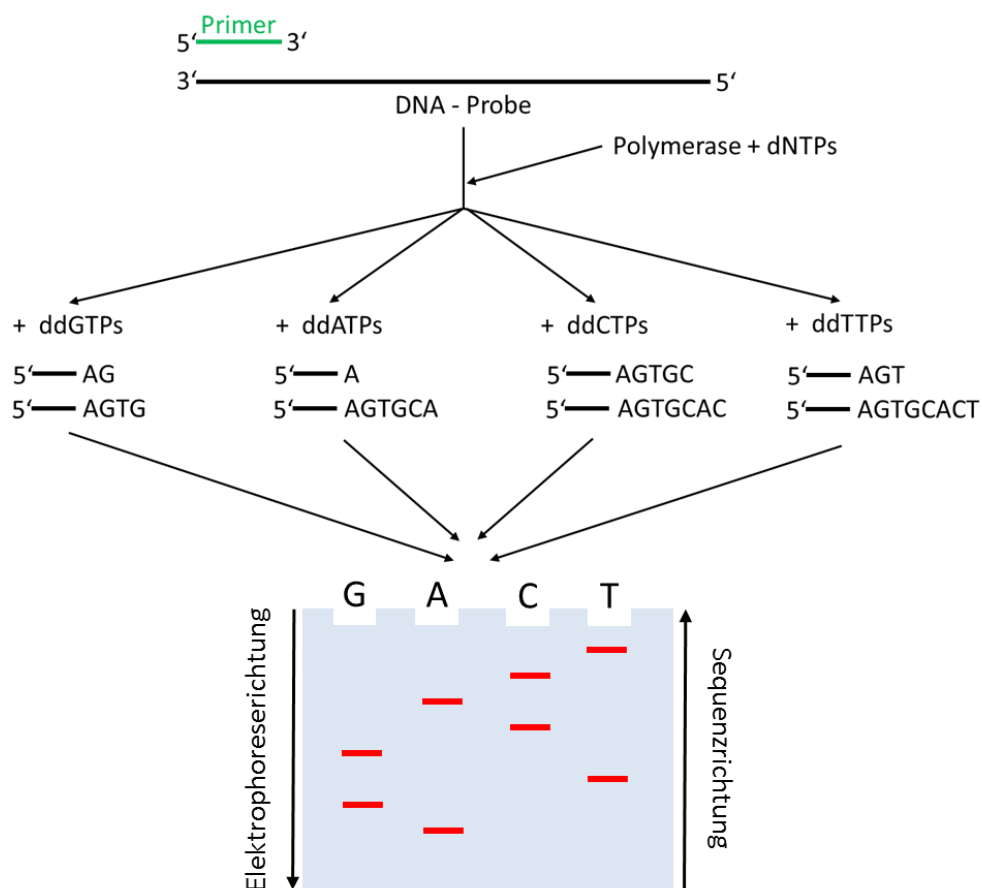 Primer
5‘ 3‘
3‘ 5‘
DNA - Probe
Polymerase + dNTPs
+ ddGTPs + ddATPs + ddCTPs + ddTTPs
5‘ AG 5‘ A 5‘ AGTGC 5‘ AGT
5‘ AGTG 5‘ AGTGCA 5‘ AGTGCAC 5‘ AGTGCACT
G A C T
Elektrophoreserichtung
Sequenzrichtung